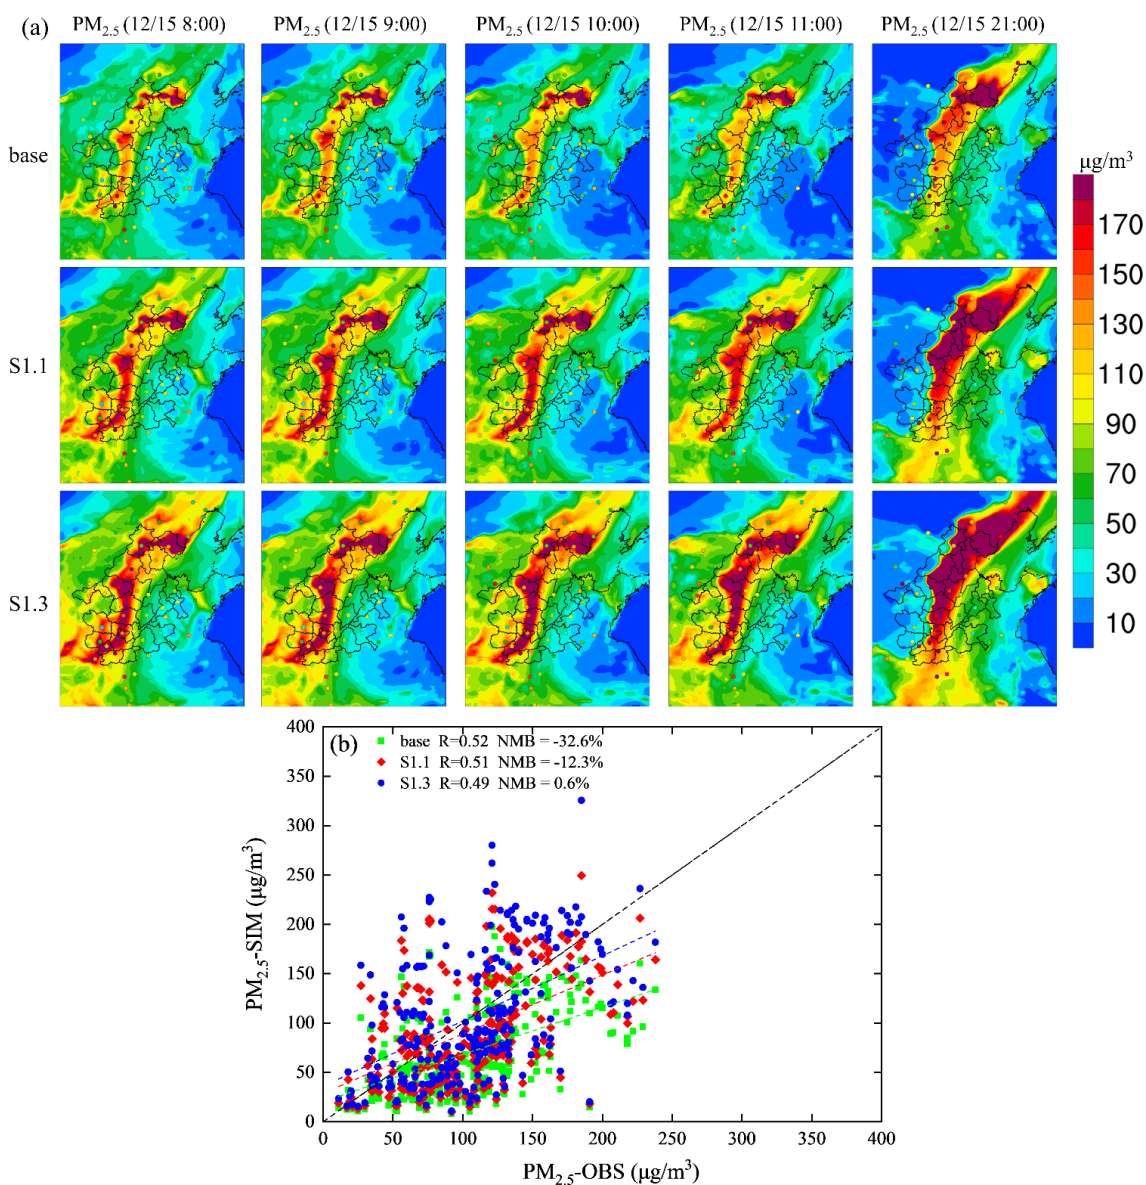 (a)
PM2.5 (12/15 8:00) PM2.5 (12/15 9:00) PM2.5 (12/15 10:00) PM2.5 (12/15 11:00) PM2.5 (12/15 21:00)
base
S1.1
S1.3
μg/m³
170
150
130
110
90
70
50
30
10
(b)
base R=0.52 NMB = -32.6%
S1.1 R=0.51 NMB = -12.3%
S1.3 R=0.49 NMB = 0.6%
PM2.5-SIM (μg/m³)
400
350
300
250
200
150
100
50
0
0 50 100 150 200 250 300 350 400
PM2.5-OBS (μg/m³)